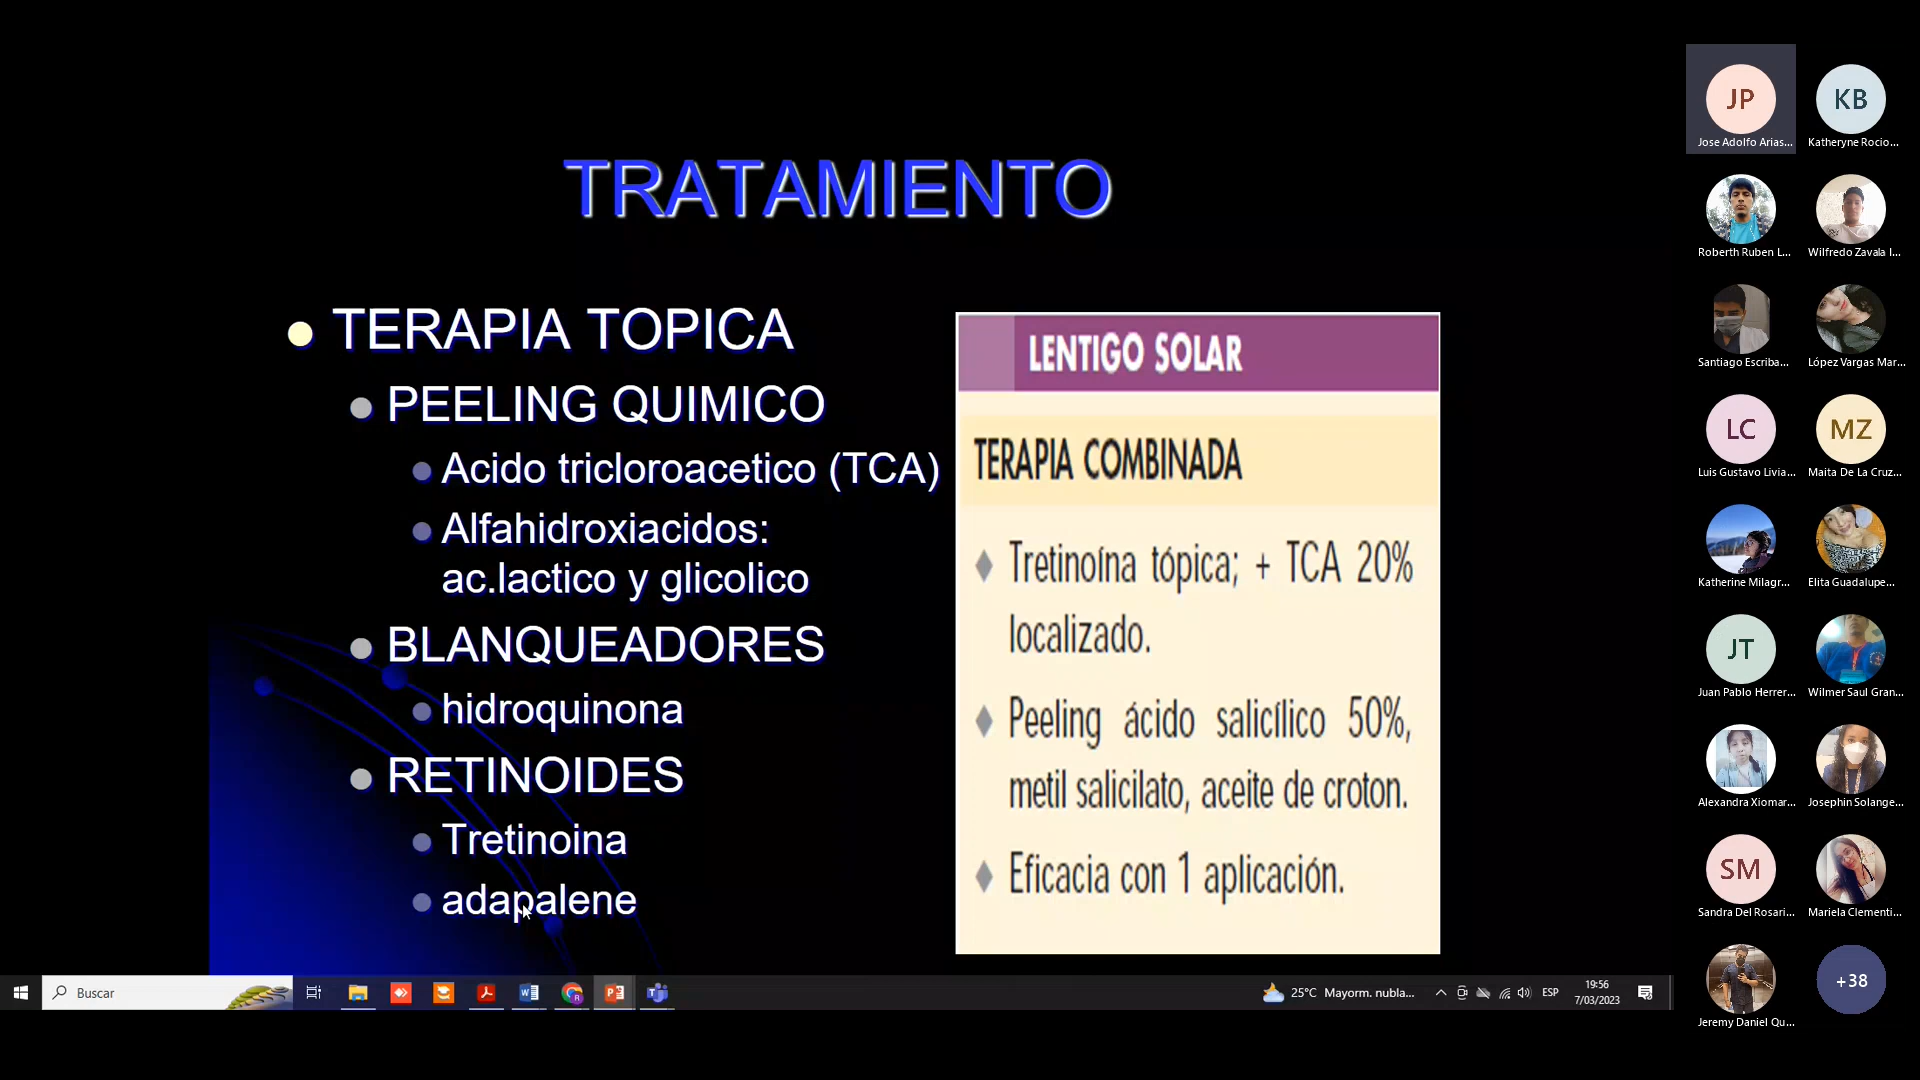 TRATAMIENTO
TERAPIA TOPICA
PEELING QUIMICO
Acido tricloroacetico (TCA)
Alfahidroxiacidos:
ac.lactico y glicolico
BLANQUEADORES
hidroquinona
RETINOIDES
Tretinoina
adapalene
LENTIGO SOLAR
TERAPIA COMBINADA
Tretinoína tópica; + TCA 20%
localizado.
Peeling ácido salicílico 50%,
metil salicilato, aceite de croton.
Eficacia con 1 aplicación.
JP
Jose Adolfo Arias...
KB
Katheryne Rocio...
Roberth Ruben L...
Wilfredo Zavala I...
Santiago Escriba...
López Vargas Mar...
LC
Luis Gustavo Livia...
MZ
Maita De La Cruz...
Katherine Milagr...
Elita Guadalupe...
JT
Juan Pablo Herrer...
Wilmer Saul Gran...
Alexandra Xiomar...
Josephin Solange...
SM
Sandra Del Rosari...
Mariela Clementi...
Jeremy Daniel Qu...
+38
Buscar
25°C Mayorm. nubla...
ESP
19:56
7/03/2023